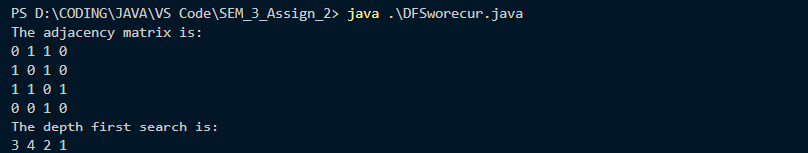 PS D:\CODING\JAVA\VS Code\SEM_3_Assign_2> java .\DFSworecur.java
The adjacency matrix is:
0 1 1 0
1 0 1 0
1 1 0 1
0 0 1 0
The depth first search is:
3 4 2 1